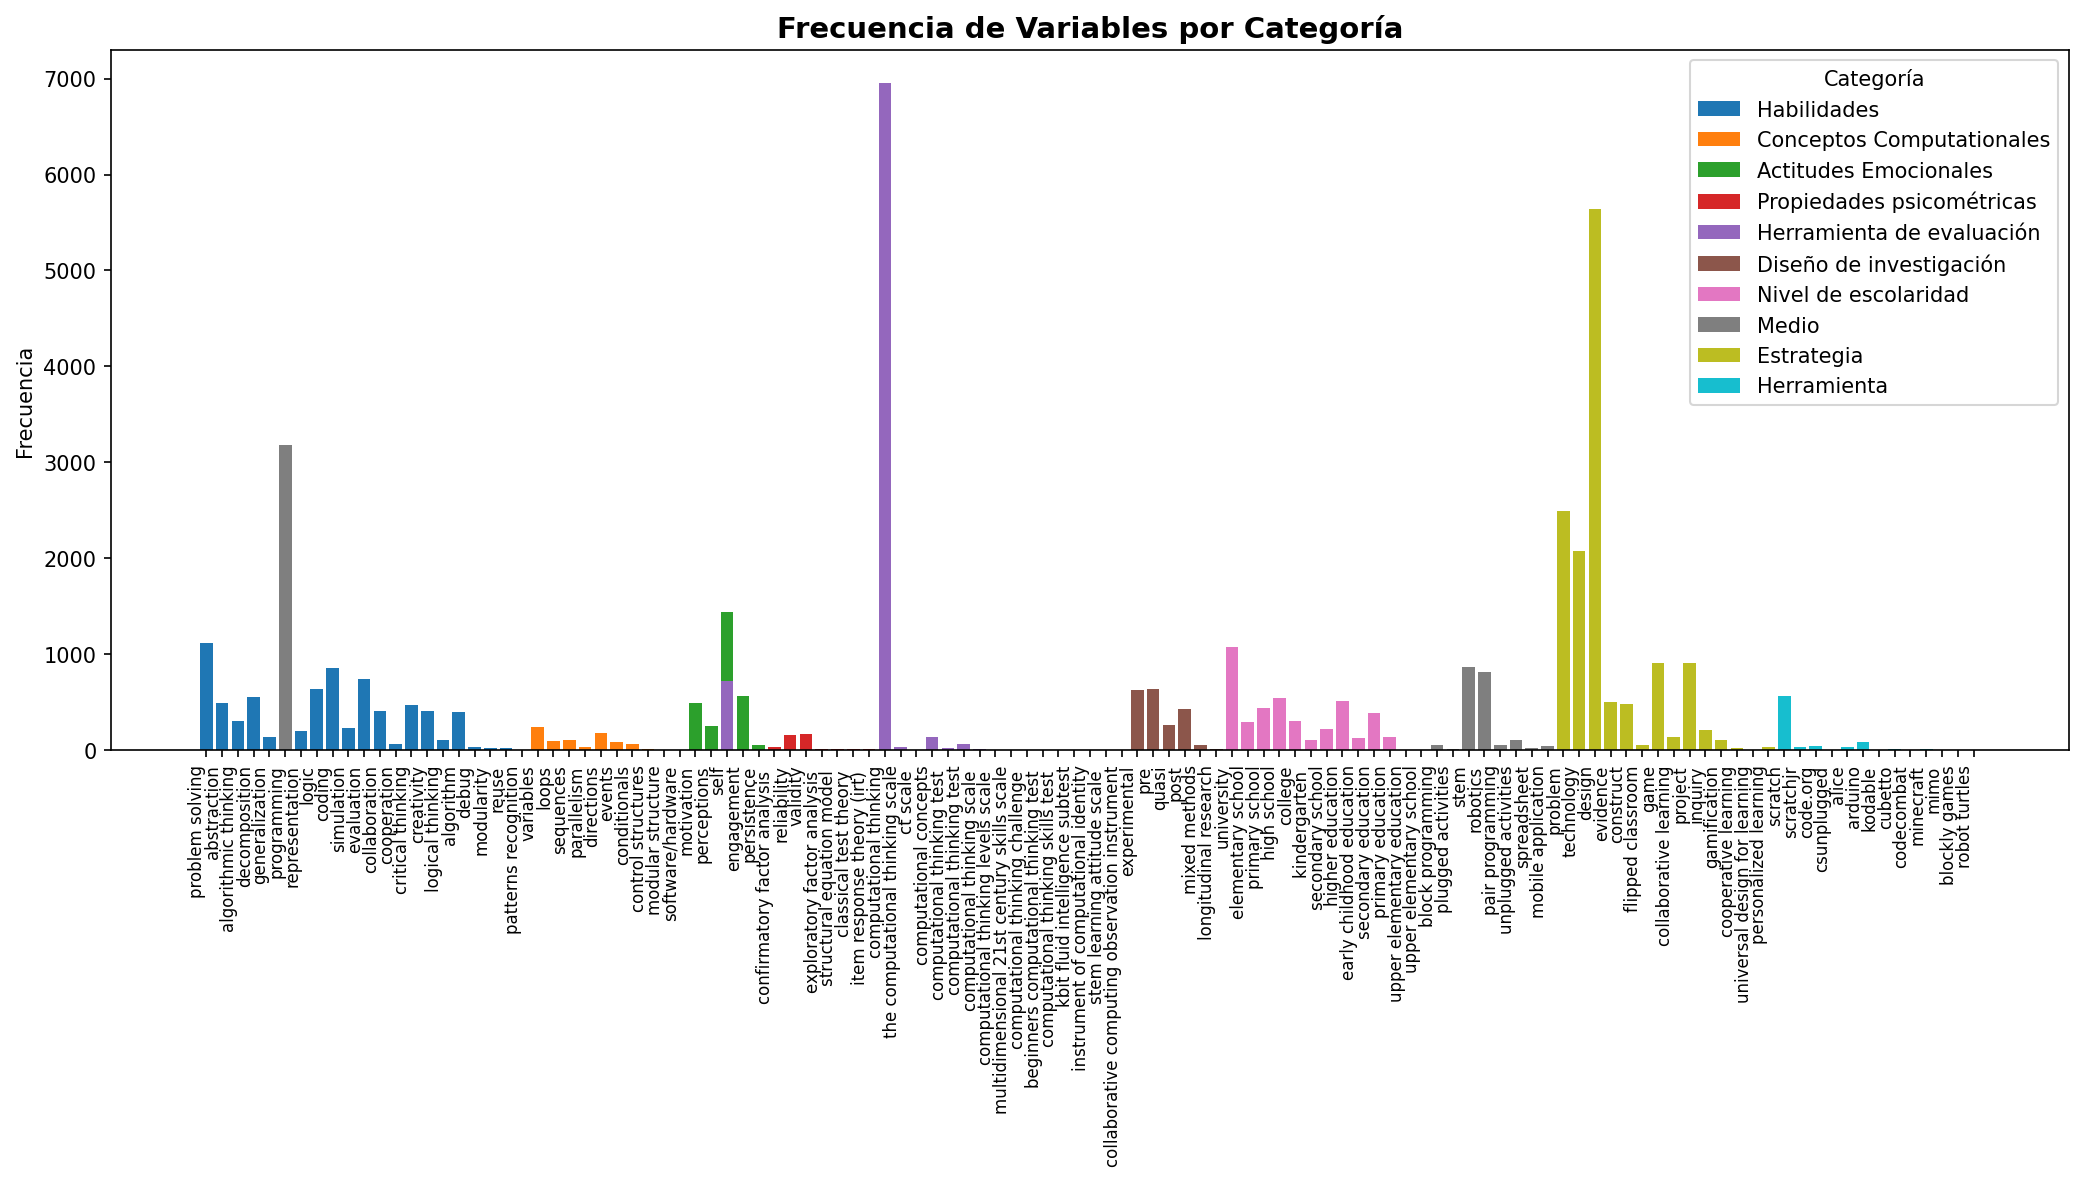 Frecuencia de Variables por Categoría
Frecuencia
7000
6000
5000
4000
3000
2000
1000
0
Categoría
Habilidades
Conceptos Computationales
Actitudes Emocionales
Propiedades psicométricas
Herramienta de evaluación
Diseño de investigación
Nivel de escolaridad
Medio
Estrategia
Herramienta
problem solving
abstraction
algorithmic thinking
decomposition
generalization
programming
representation
logic
coding
simulation
evaluation
collaboration
cooperation
critical thinking
creativity
logical thinking
algorithm
debug
modularity
reuse
patterns recognition
variables
loops
sequences
parallelism
directions
events
conditionals
control structures
modular structure
software/hardware
motivation
perceptions
self
engagement
persistence
confirmatory factor analysis
reliability
validity
exploratory factor analysis
structural equation model
classical test theory
item response theory (irt)
computational thinking
the computational thinking scale
ct scale
computational concepts
computational thinking test
computational thinking test
computational thinking scale
computational thinking levels scale
multidimensional 21st century skills scale
computational thinking challenge
beginners computational thinking test
computational thinking skills test
kbit fluid intelligence subtest
instrument of computational identity
stem learning attitude scale
collaborative computing observation instrument
experimental
pre
quasi
post
mixed methods
longitudinal research
university
elementary school
primary school
high school
college
kindergarten
secondary school
higher education
early childhood education
secondary education
primary education
upper elementary education
upper elementary school
block programming
plugged activities
stem
robotics
pair programming
unplugged activities
spreadsheet
mobile application
problem
technology
design
evidence
construct
flipped classroom
game
collaborative learning
project
inquiry
gamification
cooperative learning
universal design for learning
personalized learning
scratch
scratchjr
code.org
csunplugged
alice
arduino
kodable
cubetto
codecombat
minecraft
mimo
blockly games
robot turtles